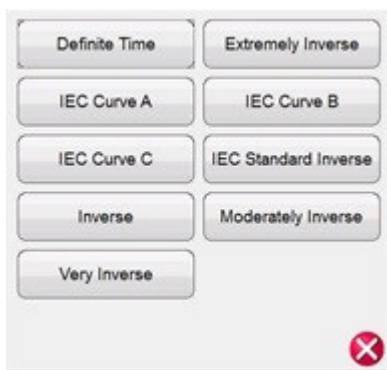 Definite Time
Extremely Inverse
IEC Curve A
IEC Curve B
IEC Curve C
IEC Standard Inverse
Inverse
Moderately Inverse
Very Inverse